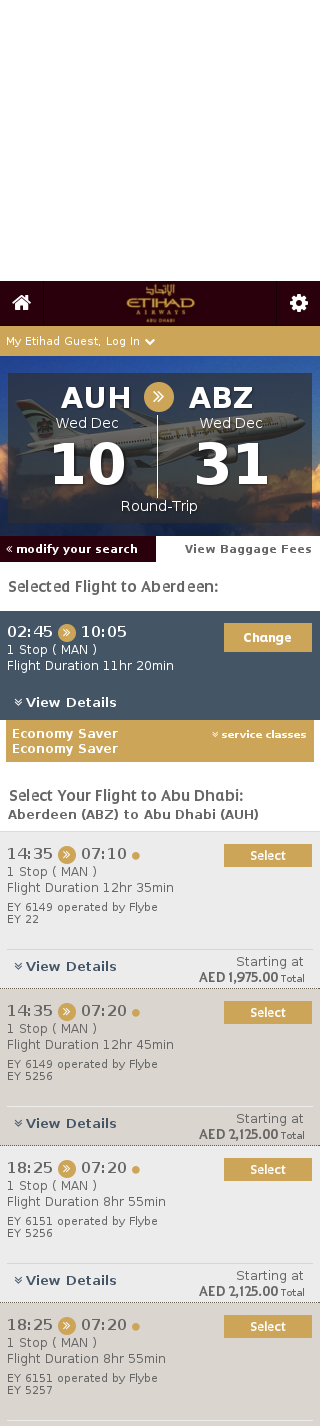 الإتحاد
ETIHAD
AIRWAYS
ABU DHABI
My Etihad Guest, Log In
AUH ABZ
Wed Dec Wed Dec
10 31
Round-Trip
« modify your search View Baggage Fees
Selected Flight to Aberdeen:
02:45 » 10:05 Change
1 Stop ( MAN )
Flight Duration 11hr 20min
View Details
Economy Saver service classes
Economy Saver
Select Your Flight to Abu Dhabi:
Aberdeen (ABZ) to Abu Dhabi (AUH)
14:35 » 07:10 Select
1 Stop ( MAN )
Flight Duration 12hr 35min
EY 6149 operated by Flybe
EY 22
Starting at
View Details
AED 1,975.00 Total
14:35 » 07:20 Select
1 Stop ( MAN )
Flight Duration 12hr 45min
EY 6149 operated by Flybe
EY 5256
Starting at
View Details
AED 2,125.00 Total
18:25 » 07:20 Select
1 Stop ( MAN )
Flight Duration 8hr 55min
EY 6151 operated by Flybe
EY 5256
Starting at
View Details
AED 2,125.00 Total
18:25 » 07:20 Select
1 Stop ( MAN )
Flight Duration 8hr 55min
EY 6151 operated by Flybe
EY 5257